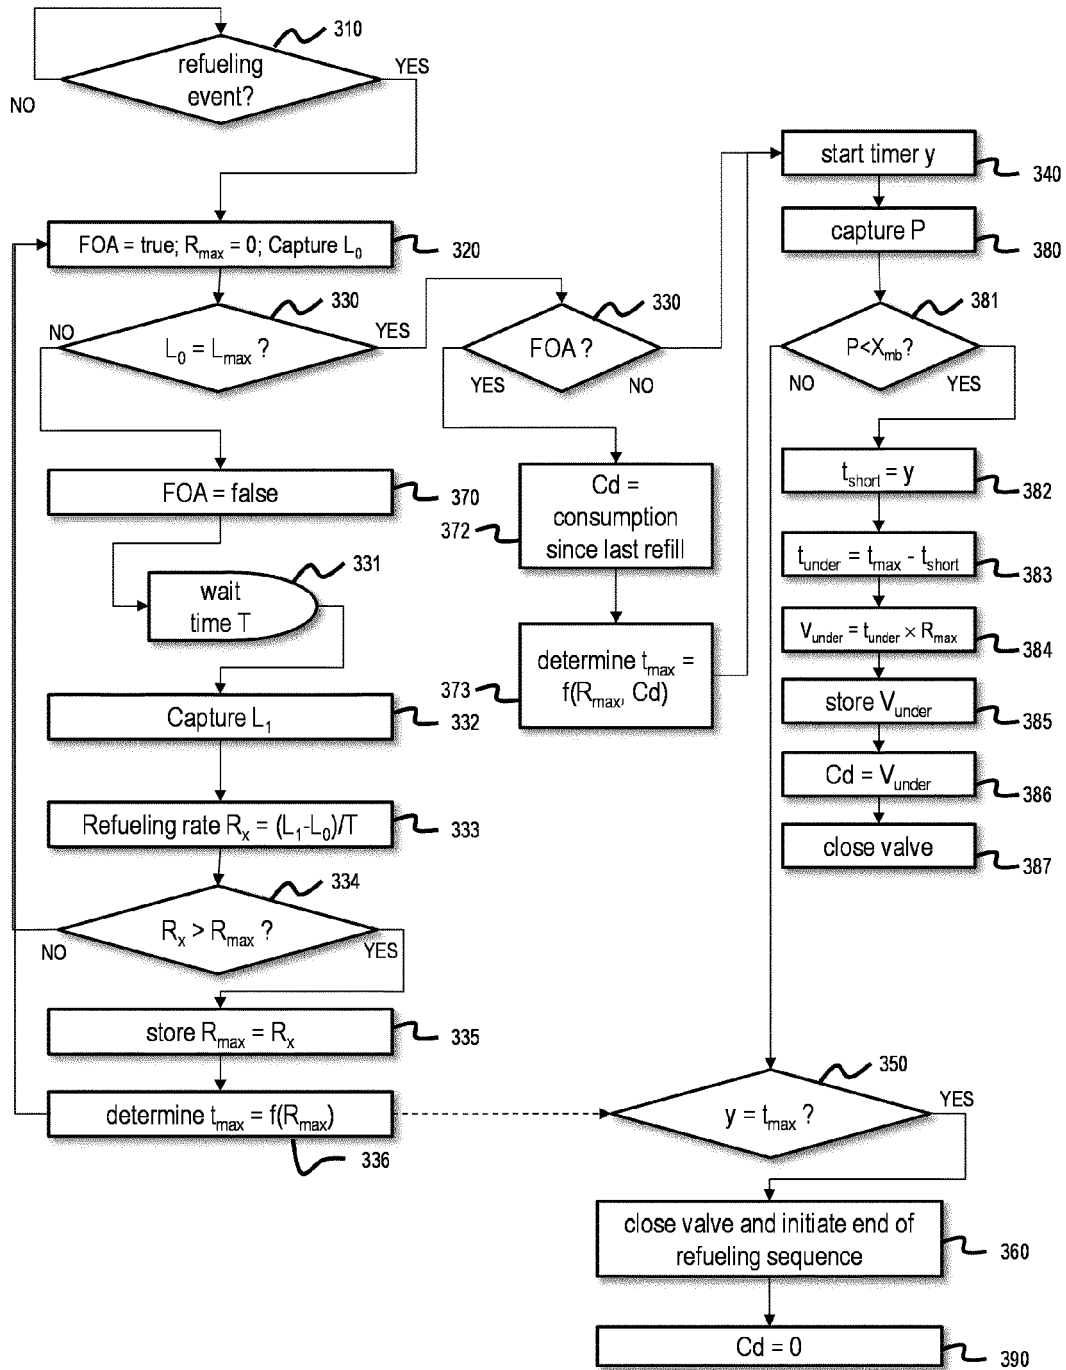 310
refueling
event?
YES
NO
FOA = true; Rmax = 0; Capture L0
320
330
NO
L0 = Lmax ?
YES
330
FOA ?
YES
NO
FOA = false
370
331
wait
time T
Capture L1
332
Refueling rate Rx = (L1-L0)/T
333
334
Rx > Rmax ?
NO
YES
store Rmax = Rx
335
determine tmax = f(Rmax)
336
Cd =
consumption
since last refill
372
determine tmax =
f(Rmax, Cd)
373
start timer y
340
capture P
380
381
P<Xmb?
NO
YES
tshort = y
382
tunder = tmax - tshort
383
Vunder = tunder × Rmax
384
store Vunder
385
Cd = Vunder
386
close valve
387
350
y = tmax ?
YES
close valve and initiate end of
refueling sequence
360
Cd = 0
390